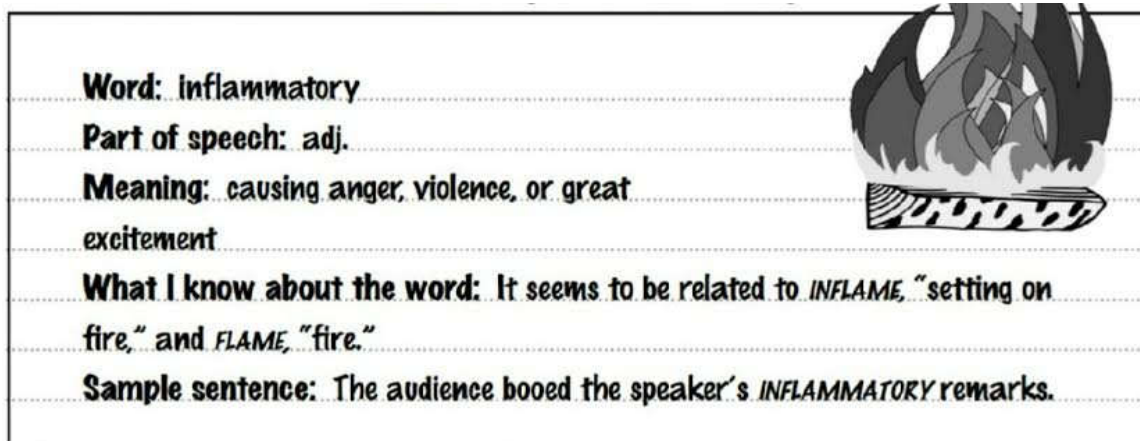 Word: inflammatory
Part of speech: adj.
Meaning: causing anger, violence, or great
excitement
What I know about the word: It seems to be related to INFLAME, “setting on
fire,” and FLAME, “fire.”
Sample sentence: The audience booed the speaker’s INFLAMMATORY remarks.